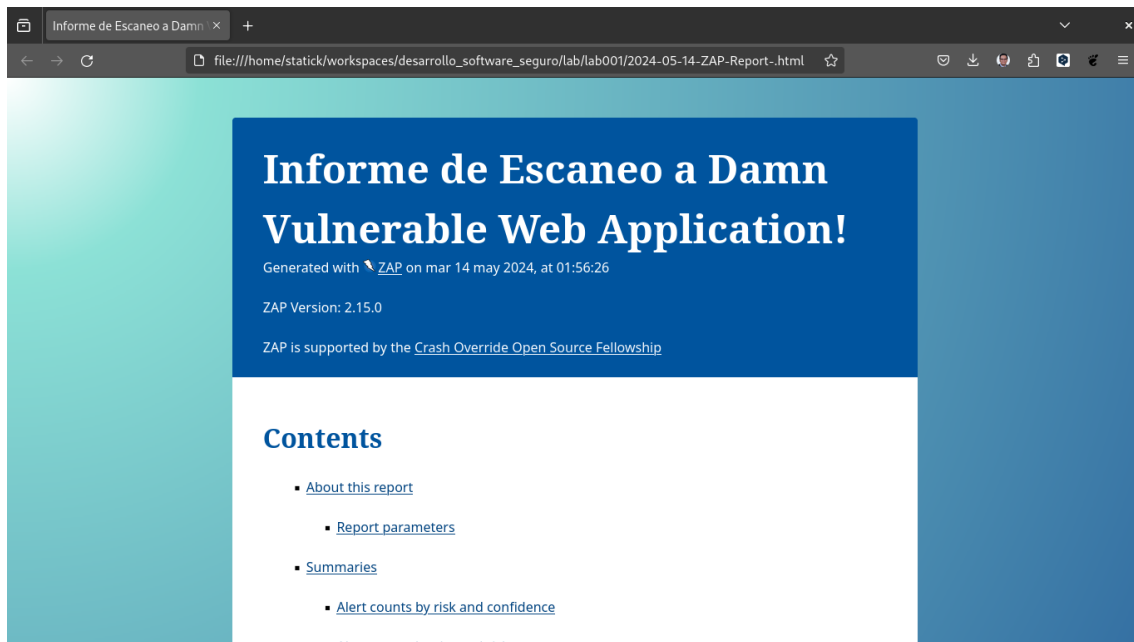 Informe de Escaneo a Damn
file:///home/statick/workspaces/desarrollo_software_seguro/lab/lab001/2024-05-14-ZAP-Report-.html
Informe de Escaneo a Damn
Vulnerable Web Application!
Generated with ZAP on mar 14 may 2024, at 01:56:26
ZAP Version: 2.15.0
ZAP is supported by the Crash Override Open Source Fellowship
Contents
About this report
Report parameters
Summaries
Alert counts by risk and confidence